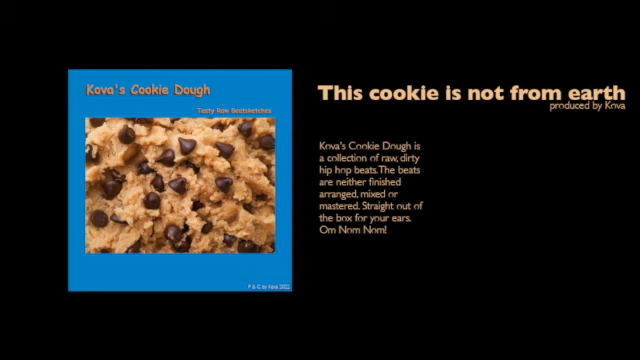 Kova's Cookie Dough
Tasty Raw Beatsketches
P & C by Kova 2022
This cookie is not from earth
produced by Kova
Kova's Cookie Dough is
a collection of raw, dirty
hip hop beats.The beats
are neither finished
arranged, mixed or
mastered. Straight out of
the box for your ears.
Om Nom Nom!